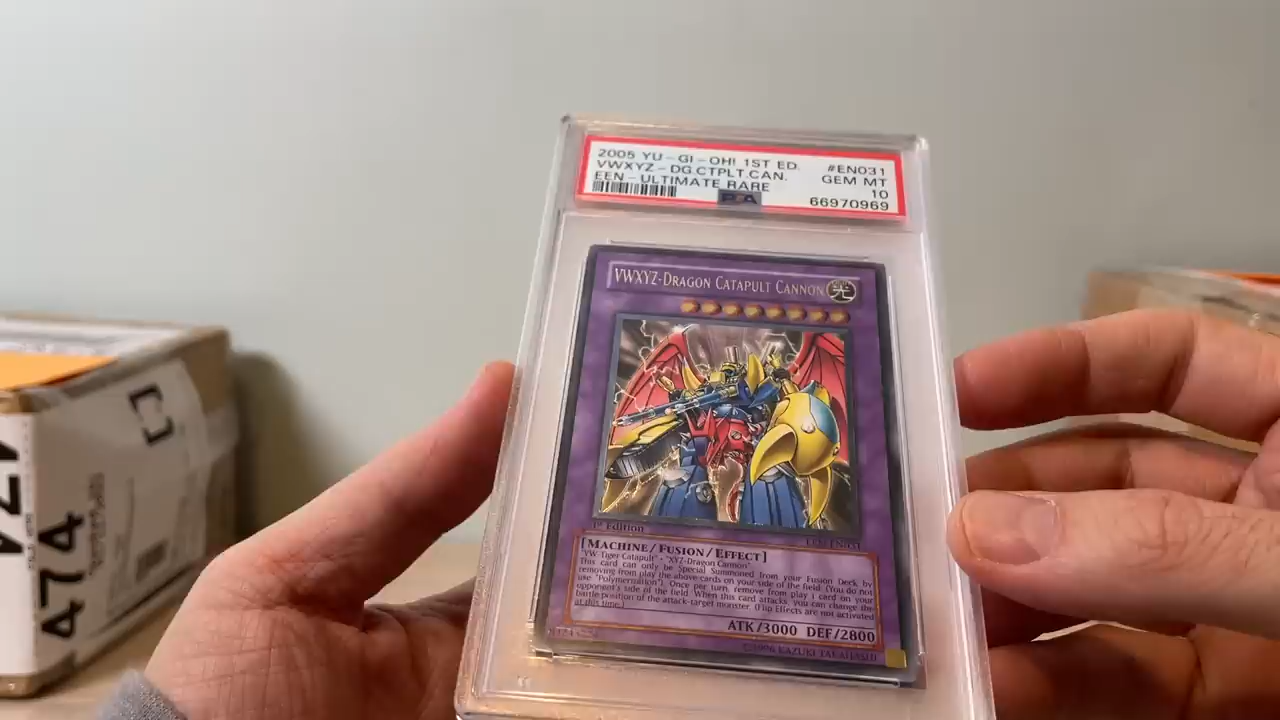 2005 YU-GI-OH! 1ST ED. #EN031
VWXYZ-DG.CTPLT.CAN. GEM MT
EEN-ULTIMATE RARE 10
PSA 66970969
VWXYZ-DRAGON CATAPULT CANNON 光
1st Edition EEN-EN031
[MACHINE/FUSION/EFFECT]
"VW-Tiger Catapult" + "XYZ-Dragon Cannon"
This card can only be Special Summoned from your Fusion Deck by
removing from play the above cards on your side of the field. (You do not
use "Polymerization"). Once per turn, remove from play 1 card on your
opponent's side of the field. When this card attacks, you can change the
battle position of the attack-target monster. (Flip Effects are not activated
at this time.)
ATK/3000 DEF/2800
©1996 KAZUKI TAKAHASHI
474